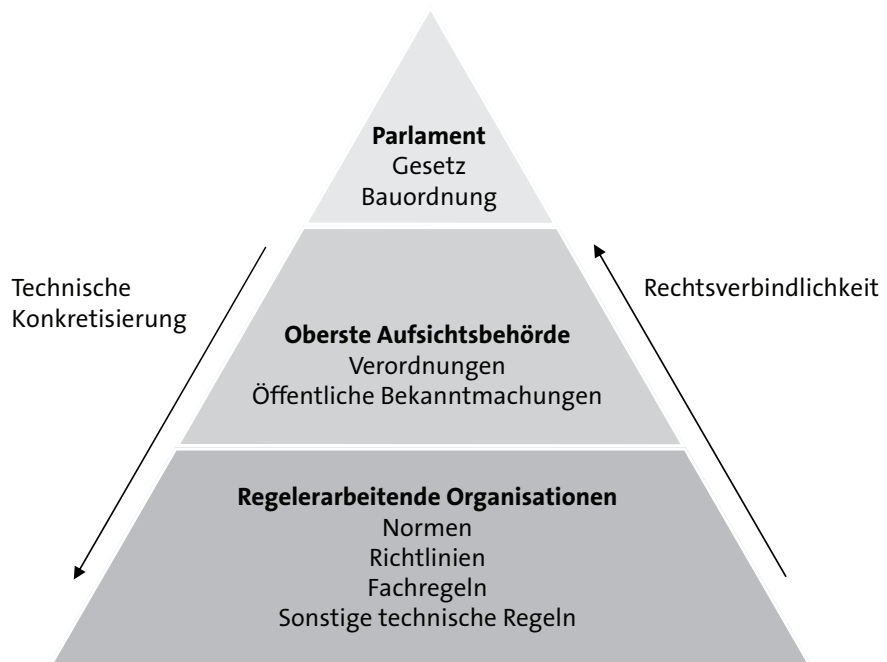 Parlament
Gesetz
Bauordnung
Technische
Konkretisierung
Rechtsverbindlichkeit
Oberste Aufsichtsbehörde
Verordnungen
Öffentliche Bekanntmachungen
Regelerarbeitende Organisationen
Normen
Richtlinien
Fachregeln
Sonstige technische Regeln